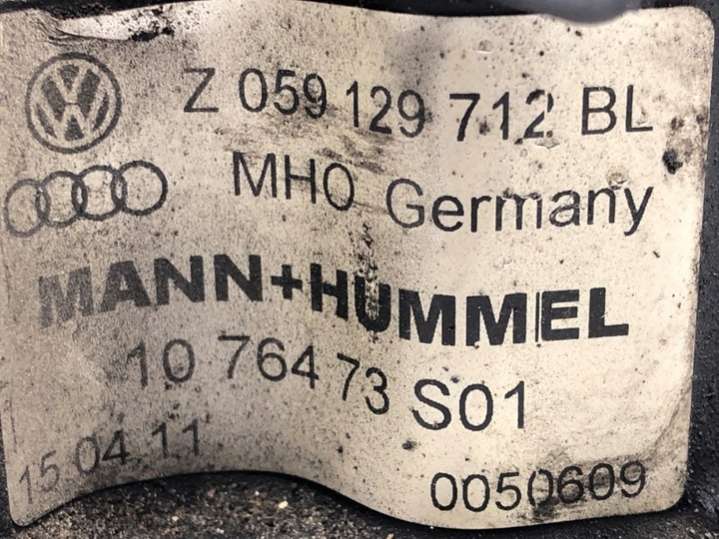 Z 059 129 712 BL
MHO Germany
MANN+HUMMEL
10 764 73 S01
15.04.11
0050609